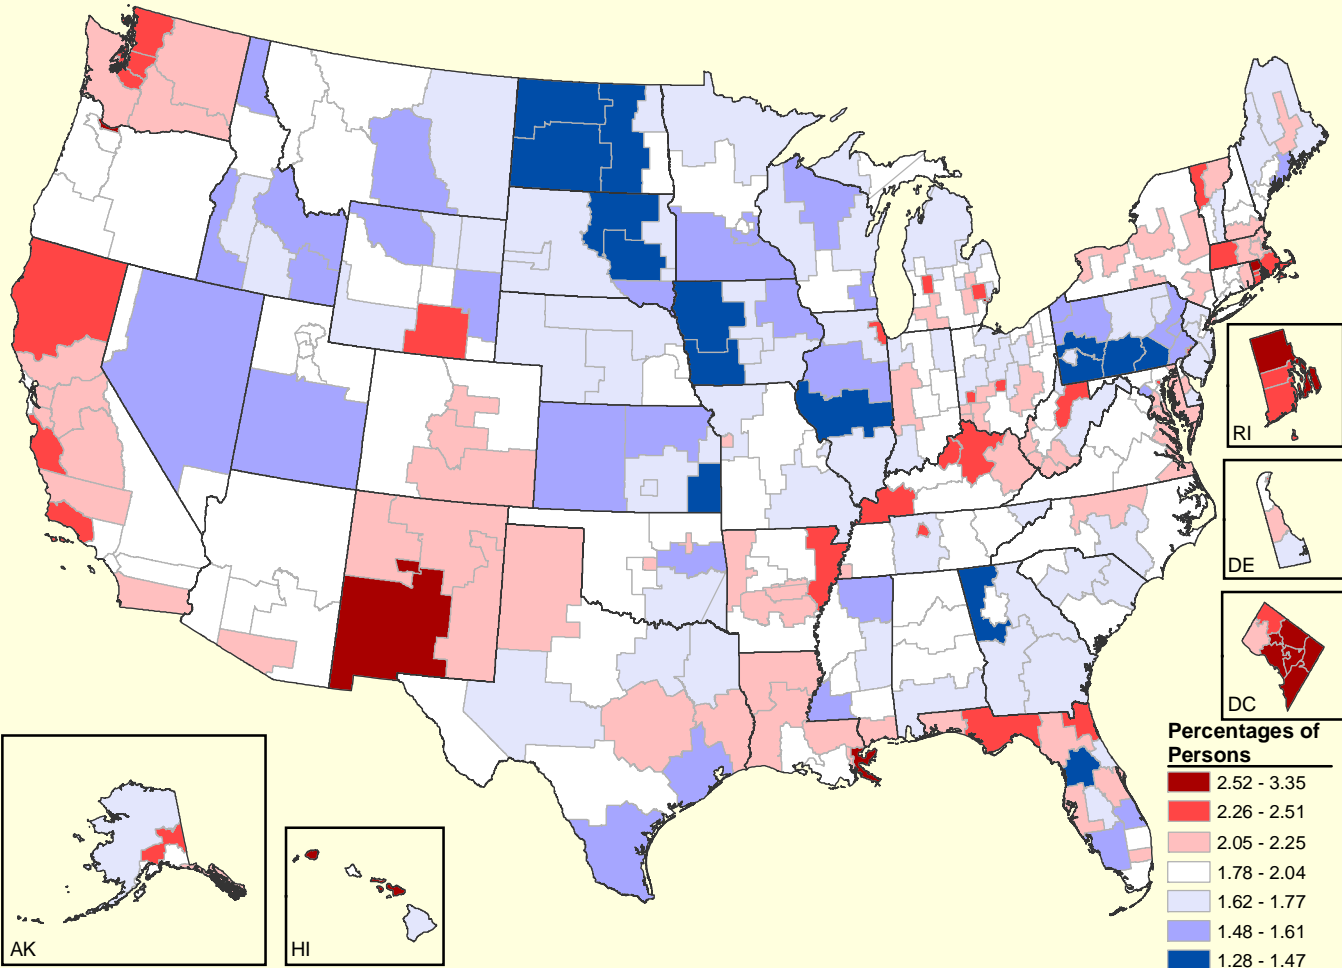 RI
DE
DC
AK
HI
Percentages of
Persons
2.52 - 3.35
2.26 - 2.51
2.05 - 2.25
1.78 - 2.04
1.62 - 1.77
1.48 - 1.61
1.28 - 1.47